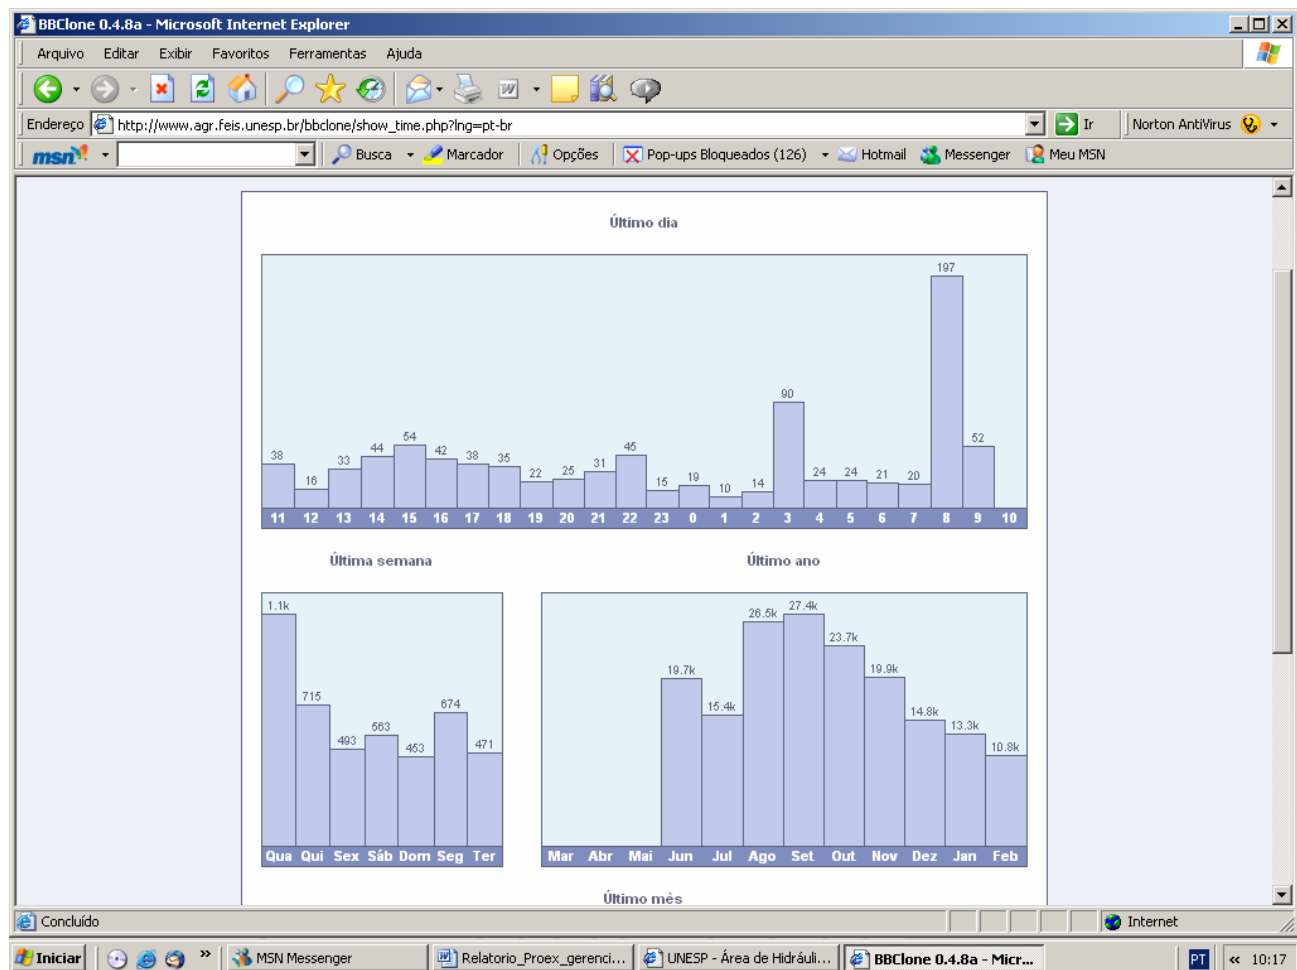 BBClone 0.4.8a - Microsoft Internet Explorer
Arquivo Editar Exibir Favoritos Ferramentas Ajuda
Endereço http://www.agr.feis.unesp.br/bbclone/show_time.php?lng=pt-br Ir Norton AntiVirus
msn Busca Marcador Opções Pop-ups Bloqueados (126) Hotmail Messenger Meu MSN
Último dia
38 16 33 44 54 42 38 35 22 25 31 45 15 19 10 14 90 24 24 21 20 197 52
11 12 13 14 15 16 17 18 19 20 21 22 23 0 1 2 3 4 5 6 7 8 9 10
Última semana
1.1k 715 493 563 453 674 471
Qua Qui Sex Sáb Dom Seg Ter
Último ano
19.7k 15.4k 26.5k 27.4k 23.7k 19.9k 14.8k 13.3k 10.8k
Mar Abr Mai Jun Jul Ago Set Out Nov Dez Jan Feb
Último mês
Concluído Internet
Iniciar » MSN Messenger Relatorio_Proex_gerenci... UNESP - Área de Hidráuli... BBClone 0.4.8a - Micr... PT « 10:17